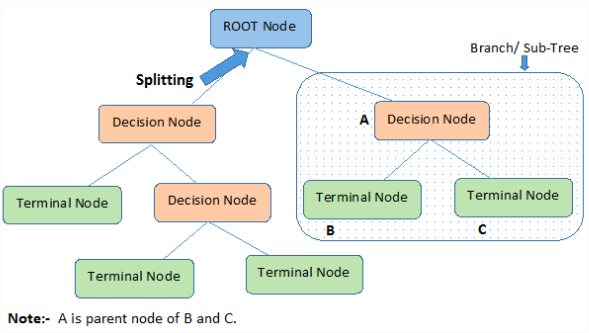 ROOT Node
Branch/ Sub-Tree
Splitting
Decision Node
A
Decision Node
Terminal Node
Decision Node
Terminal Node
Terminal Node
B
C
Terminal Node
Terminal Node
Note:- A is parent node of B and C.